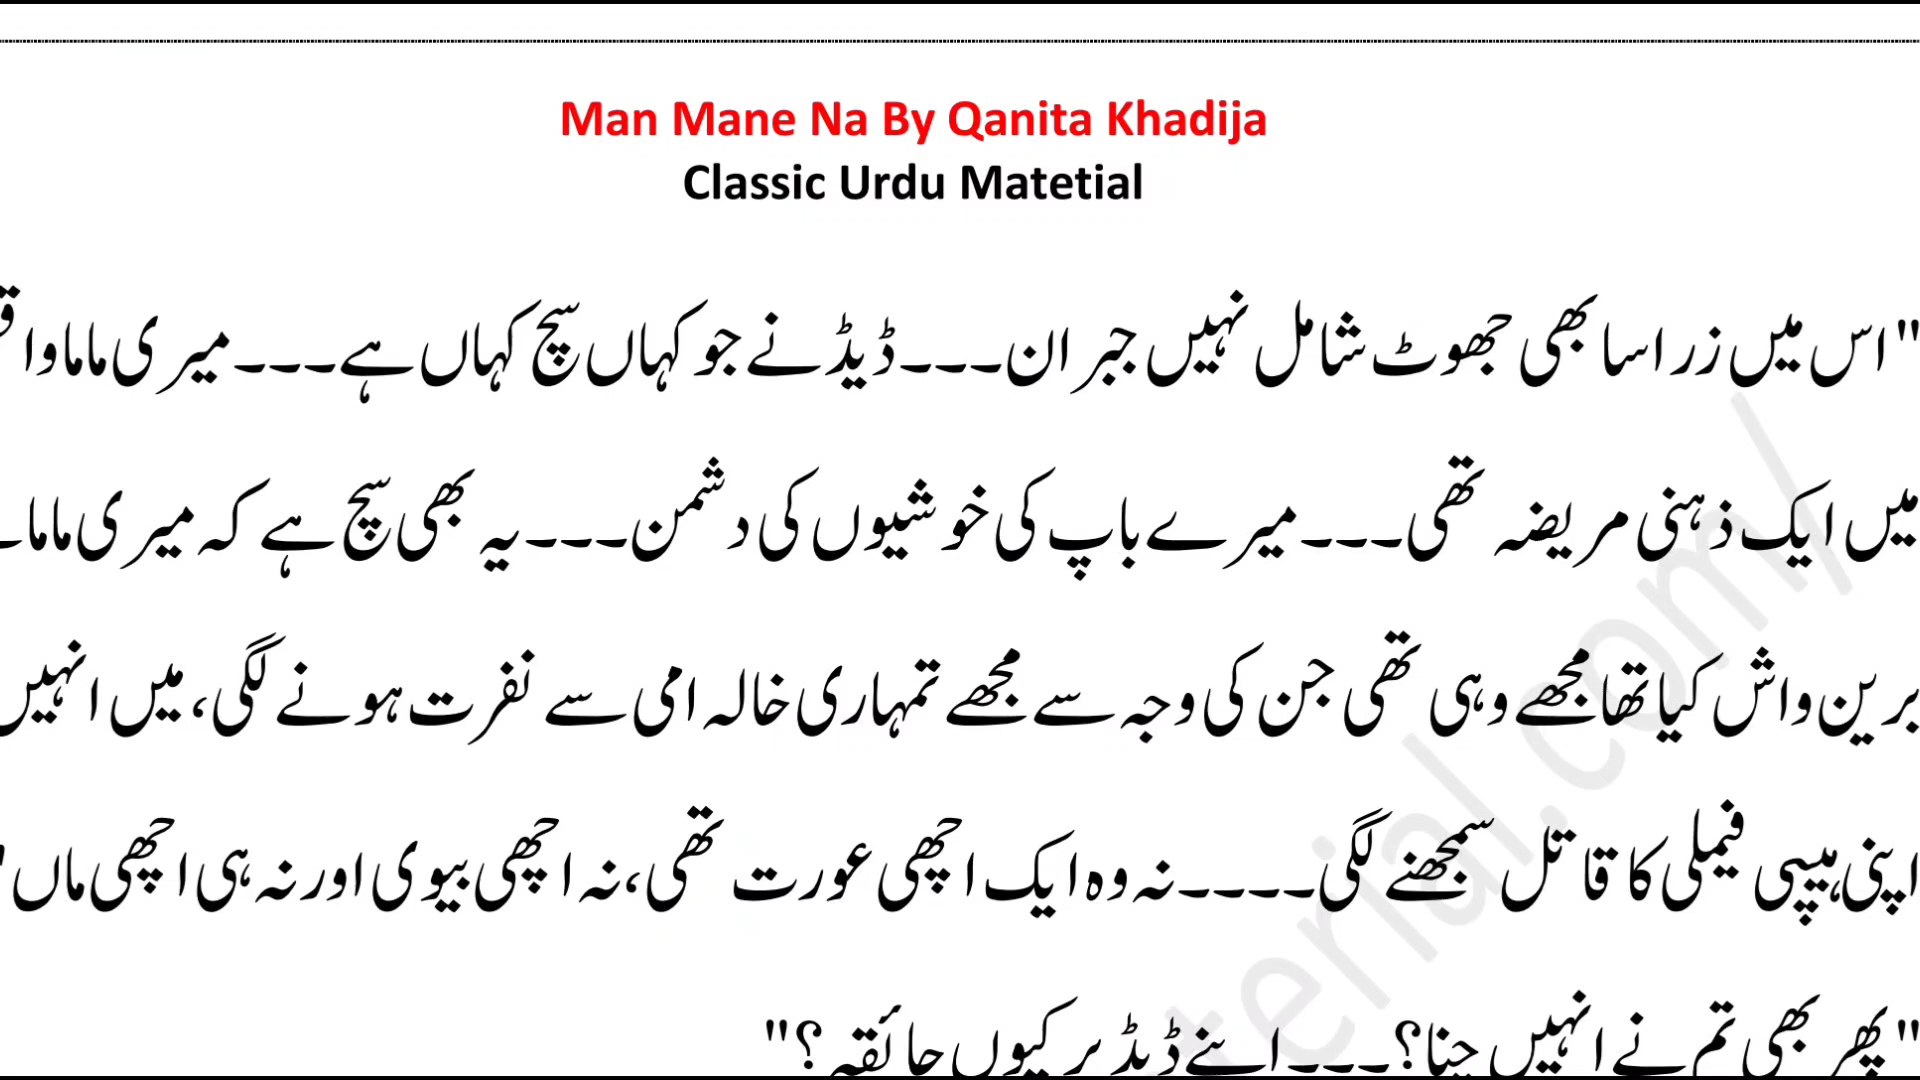 Man Mane Na By Qanita Khadija
Classic Urdu Matetial
"اس میں زرا سا بھی جھوٹ شامل نہیں جبران۔۔۔ڈیڈ نے جو کہاں سچ کہاں ہے۔۔۔میری ماما
میں ایک ذہنی مریضہ تھی۔۔۔میرے باپ کی خوشیوں کی دشمن۔۔۔یہ بھی سچ ہے کہ میری ماما
برین واش کیا تھا مجھے وہی تھی جن کی وجہ سے مجھے تمہاری خالہ امی سے نفرت ہونے لگی، میں انہیں
اپنی ہیپی فیملی کا قاتل سمجھنے لگی۔۔۔۔نہ وہ ایک اچھی عورت تھی، نہ اچھی بیوی اور نہ ہی اچھی ماں"
"پھر بھی تم نے انہیں چنا؟۔۔۔اپنے ڈیڈ پر کیوں حائقہ؟"
terial.com/